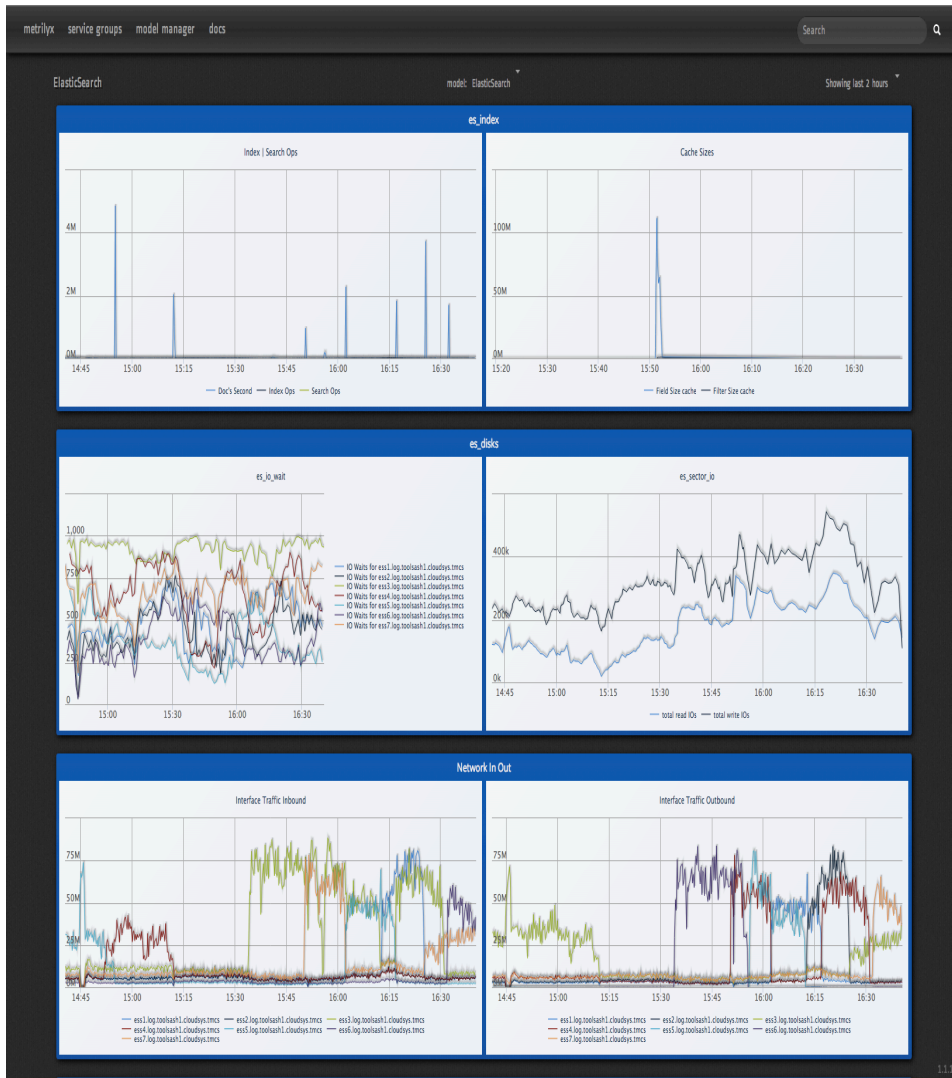 metrilyx service groups model manager docs Search
ElasticSearch model: ElasticSearch Showing last 2 hours
es_index
Index | Search Ops
4M
2M
0M
14:45 15:00 15:15 15:30 15:45 16:00 16:15 16:30
Doc's Second Index Ops Search Ops
Cache Sizes
100M
50M
0M
15:20 15:30 15:40 15:50 16:00 16:10 16:20 16:30
Field Size cache Filter Size cache
es_disks
es_io_wait
1,000
750
500
250
0
15:00 15:30 16:00 16:30
IO Waits for ess1.log.toolsash1.cloudsys.tmcs
IO Waits for ess2.log.toolsash1.cloudsys.tmcs
IO Waits for ess3.log.toolsash1.cloudsys.tmcs
IO Waits for ess4.log.toolsash1.cloudsys.tmcs
IO Waits for ess5.log.toolsash1.cloudsys.tmcs
IO Waits for ess6.log.toolsash1.cloudsys.tmcs
IO Waits for ess7.log.toolsash1.cloudsys.tmcs
es_sector_io
400k
200k
0k
14:45 15:00 15:15 15:30 15:45 16:00 16:15 16:30
total read IOs total write IOs
Network In Out
Interface Traffic Inbound
75M
50M
25M
14:45 15:00 15:15 15:30 15:45 16:00 16:15 16:30
ess1.log.toolsash1.cloudsys.tmcs ess2.log.toolsash1.cloudsys.tmcs ess3.log.toolsash1.cloudsys.tmcs
ess4.log.toolsash1.cloudsys.tmcs ess5.log.toolsash1.cloudsys.tmcs ess6.log.toolsash1.cloudsys.tmcs
ess7.log.toolsash1.cloudsys.tmcs
Interface Traffic Outbound
75M
50M
25M
14:45 15:00 15:15 15:30 15:45 16:00 16:15 16:30
ess1.log.toolsash1.cloudsys.tmcs ess2.log.toolsash1.cloudsys.tmcs ess3.log.toolsash1.cloudsys.tmcs
ess4.log.toolsash1.cloudsys.tmcs ess5.log.toolsash1.cloudsys.tmcs ess6.log.toolsash1.cloudsys.tmcs
ess7.log.toolsash1.cloudsys.tmcs